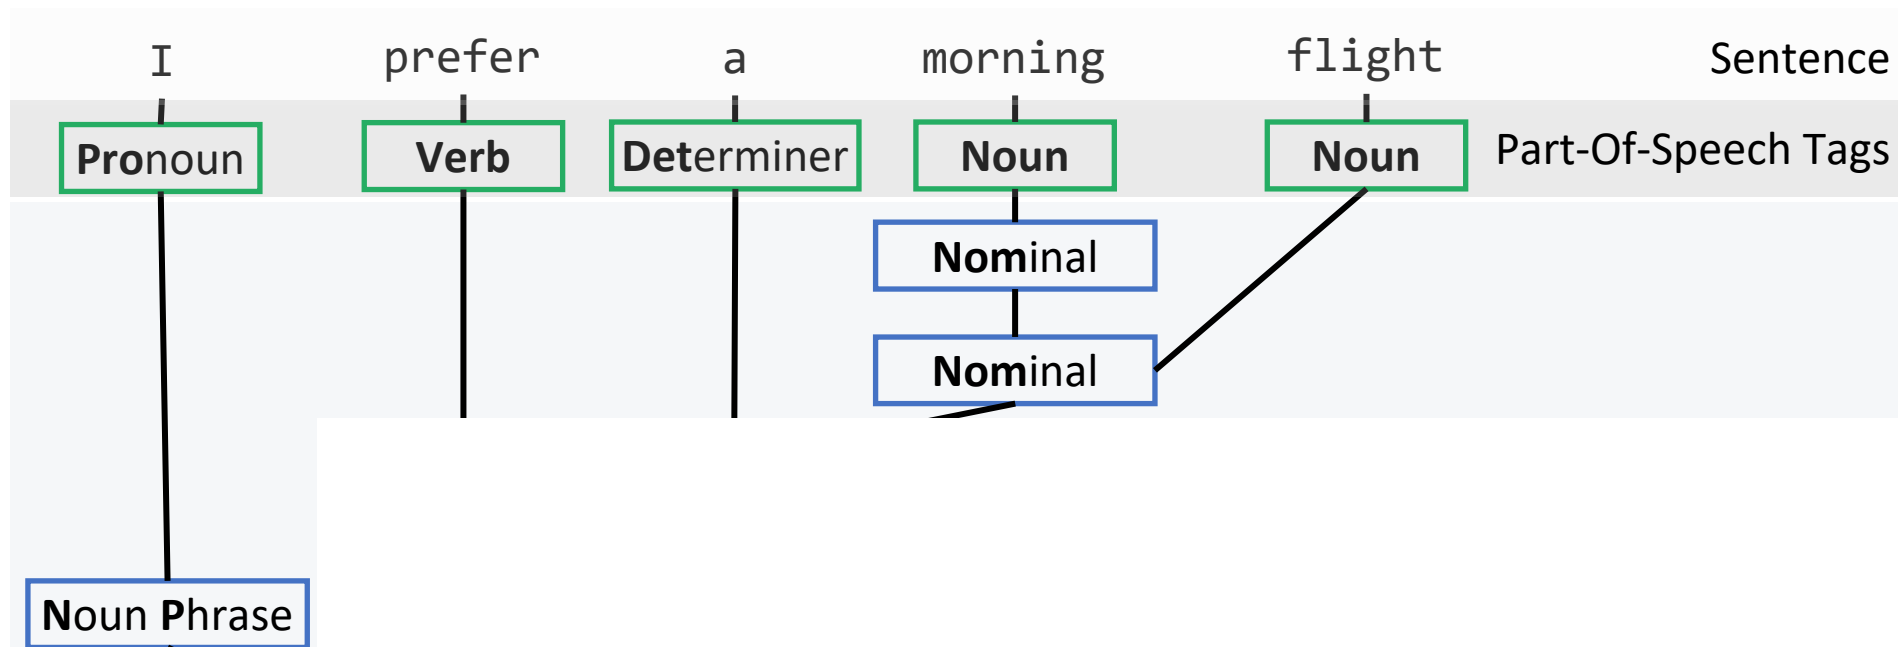 I prefer a morning flight Sentence
Pronoun Verb Determiner Noun Noun Part-Of-Speech Tags
Nominal
Nominal
Noun Phrase